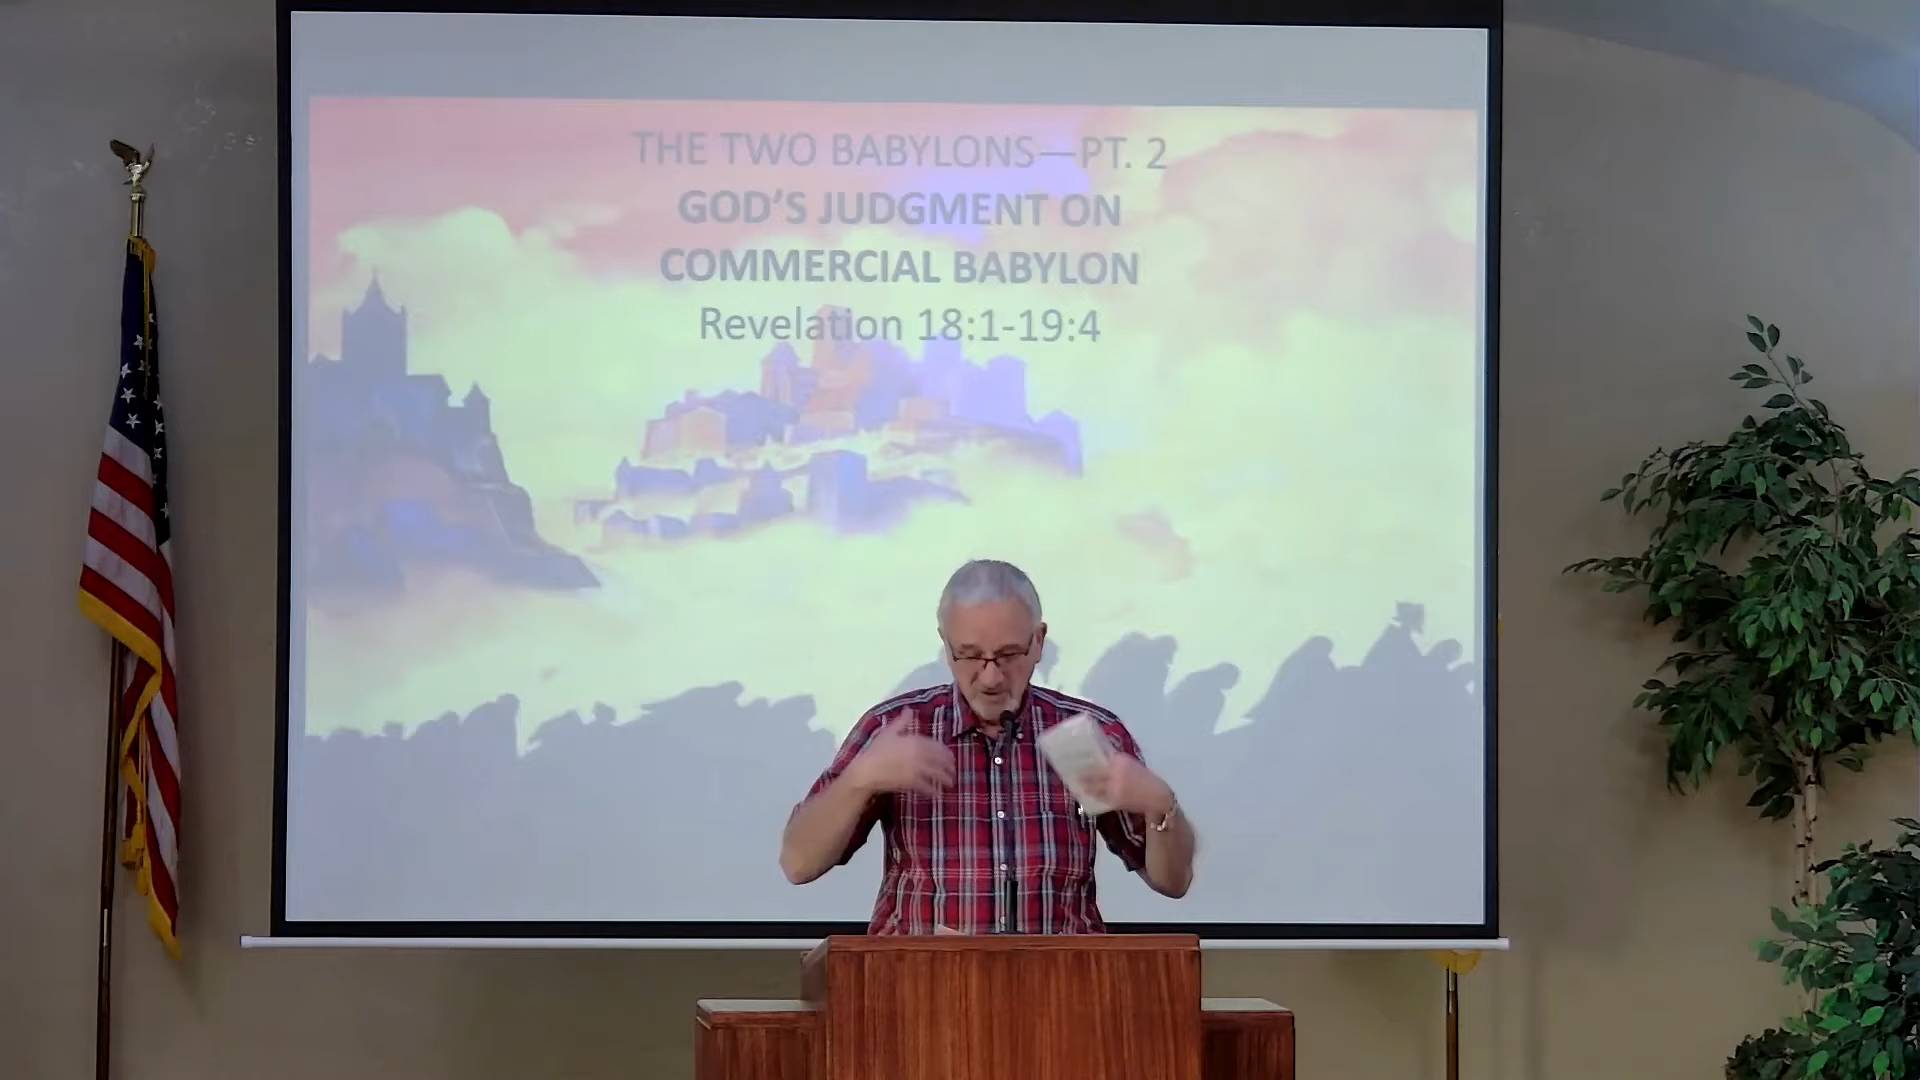 THE TWO BABYLONS—PT. 2
GOD'S JUDGMENT ON
COMMERCIAL BABYLON
Revelation 18:1-19:4